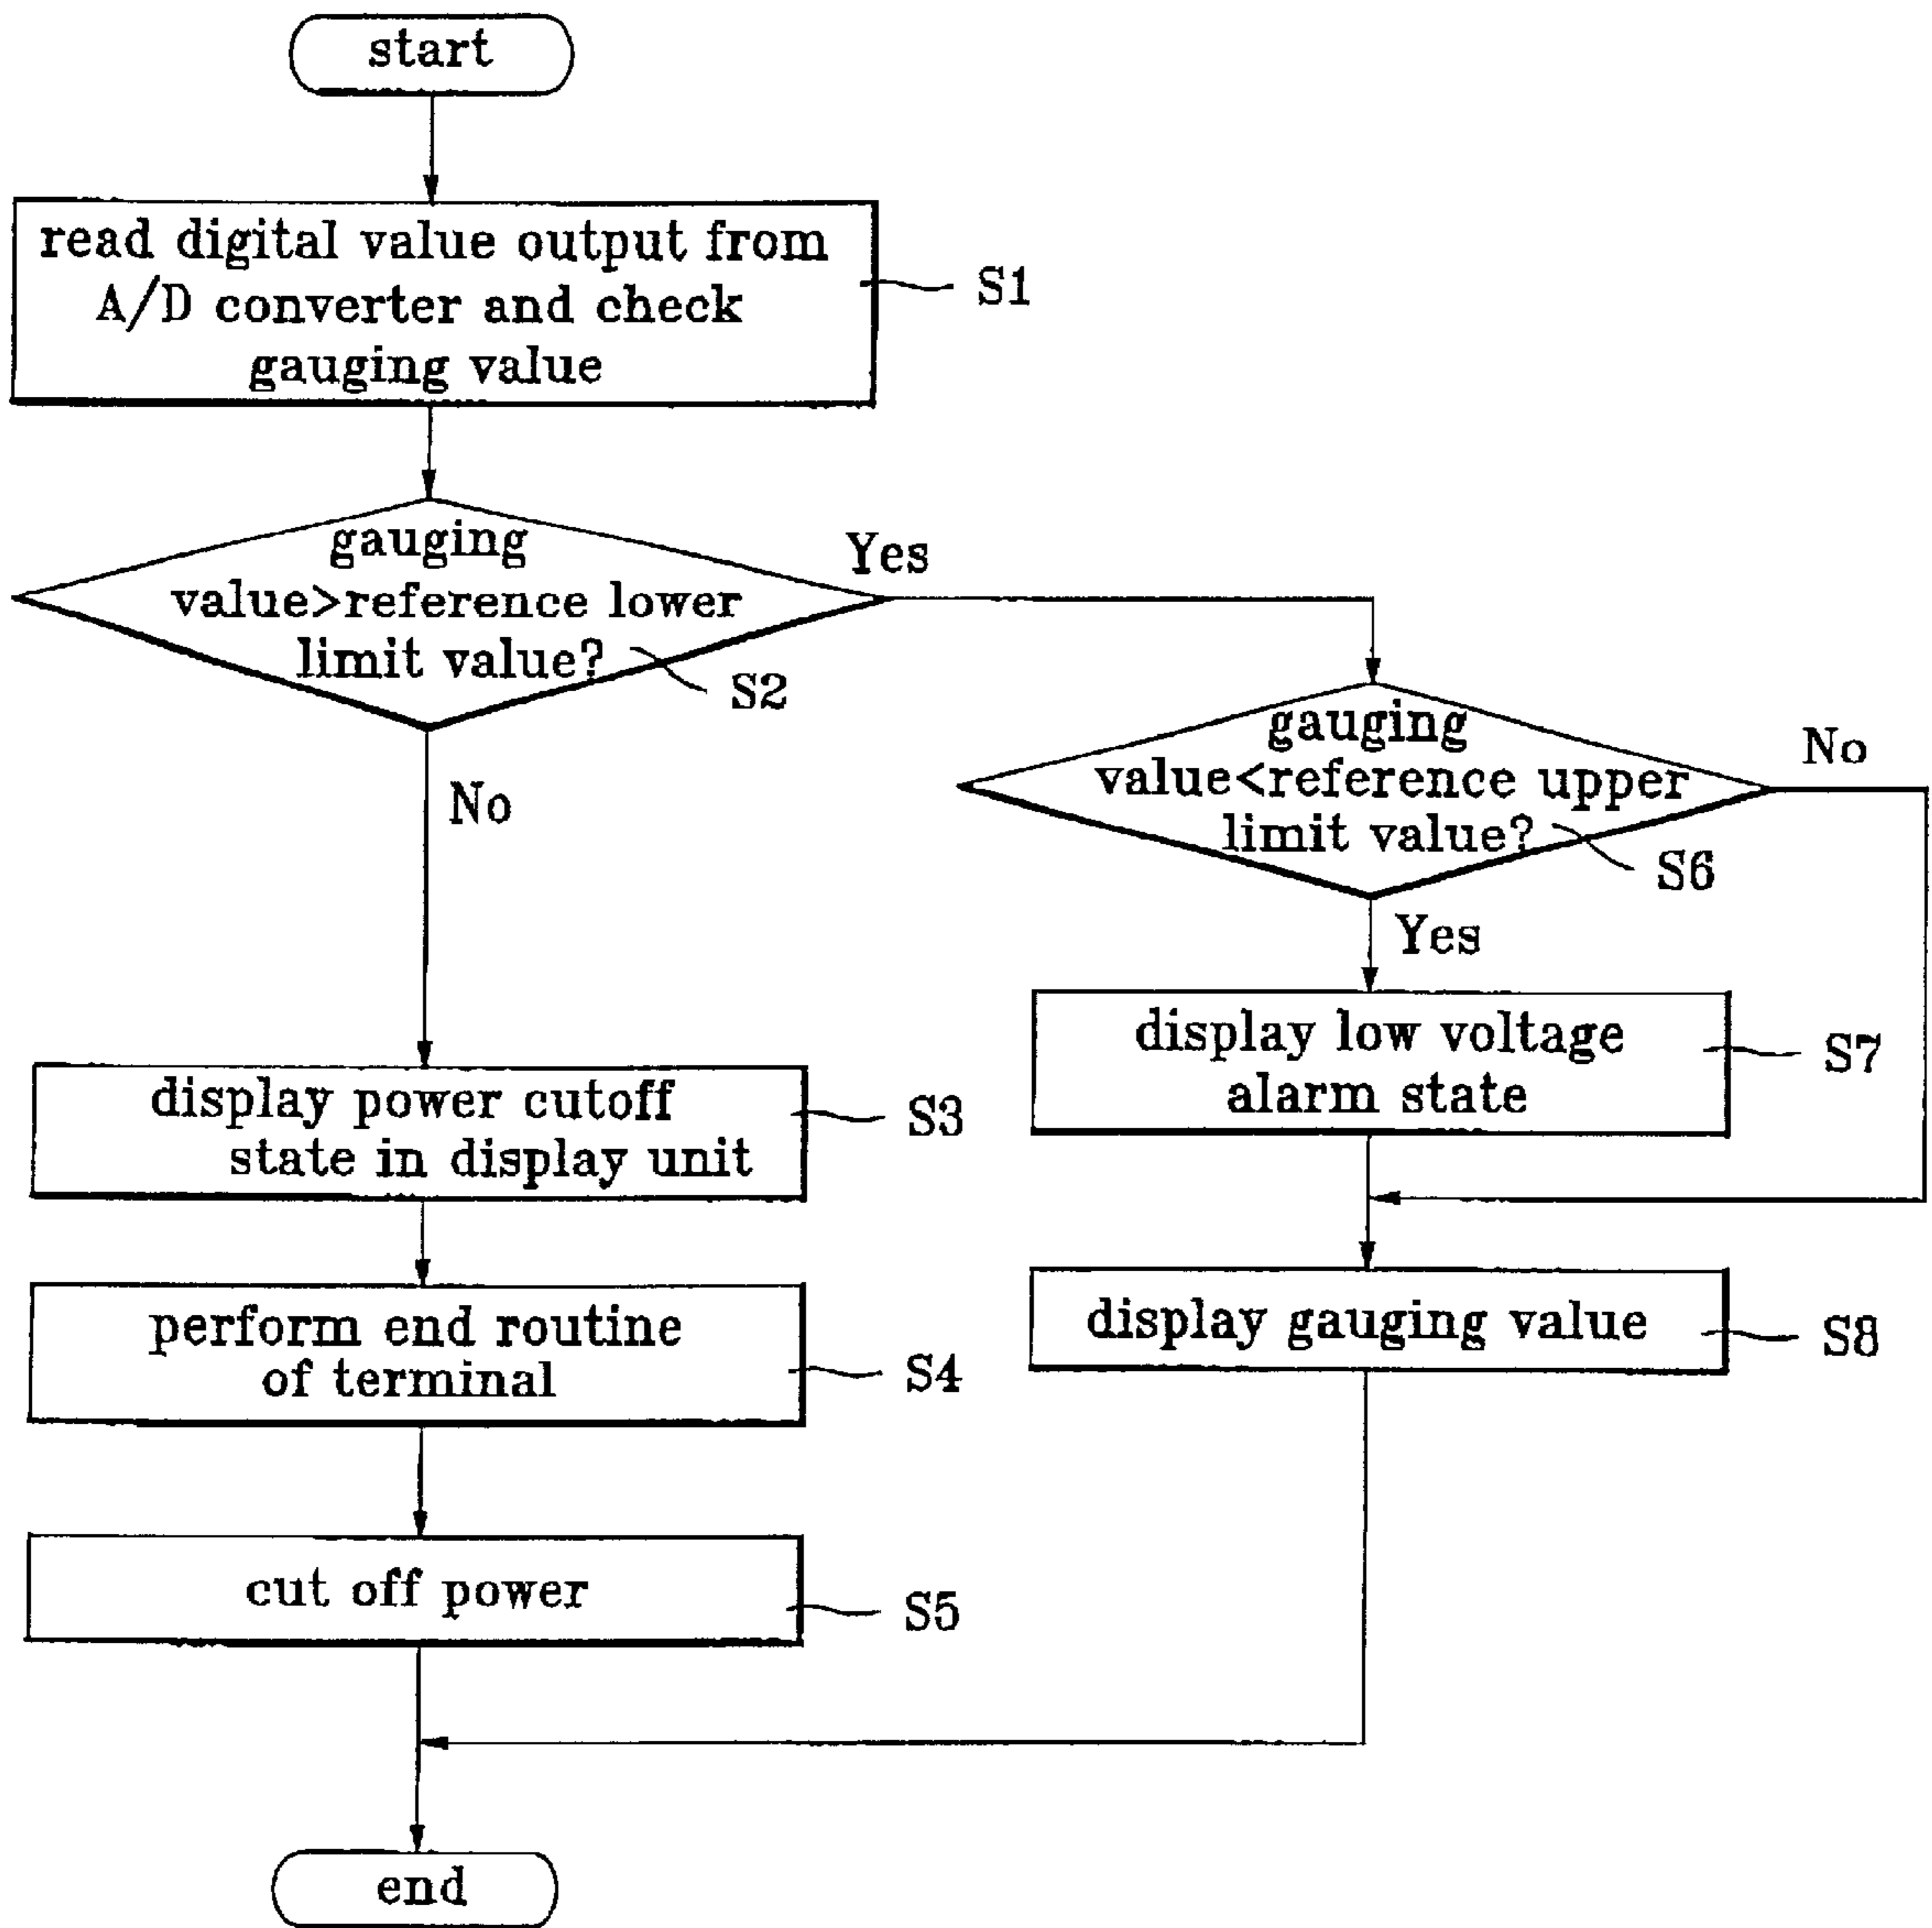 start
read digital value output from
A/D converter and check
gauging value
S1
gauging
value>reference lower
limit value?
S2
Yes
No
gauging
value<reference upper
limit value?
S6
No
Yes
display low voltage
alarm state
S7
display power cutoff
state in display unit
S3
perform end routine
of terminal
S4
display gauging value
S8
cut off power
S5
end